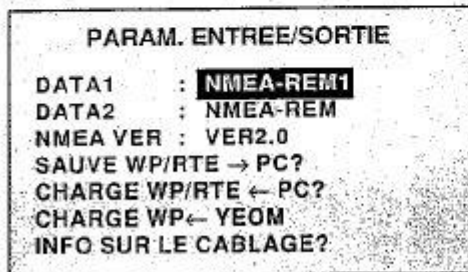 PARAM. ENTREE/SORTIE
DATA1 : NMEA-REM1
DATA2 : NMEA-REM
NMEA VER : VER2.0
SAUVE WP/RTE → PC?
CHARGE WP/RTE ← PC?
CHARGE WP← YEOM
INFO SUR LE CABLAGE?